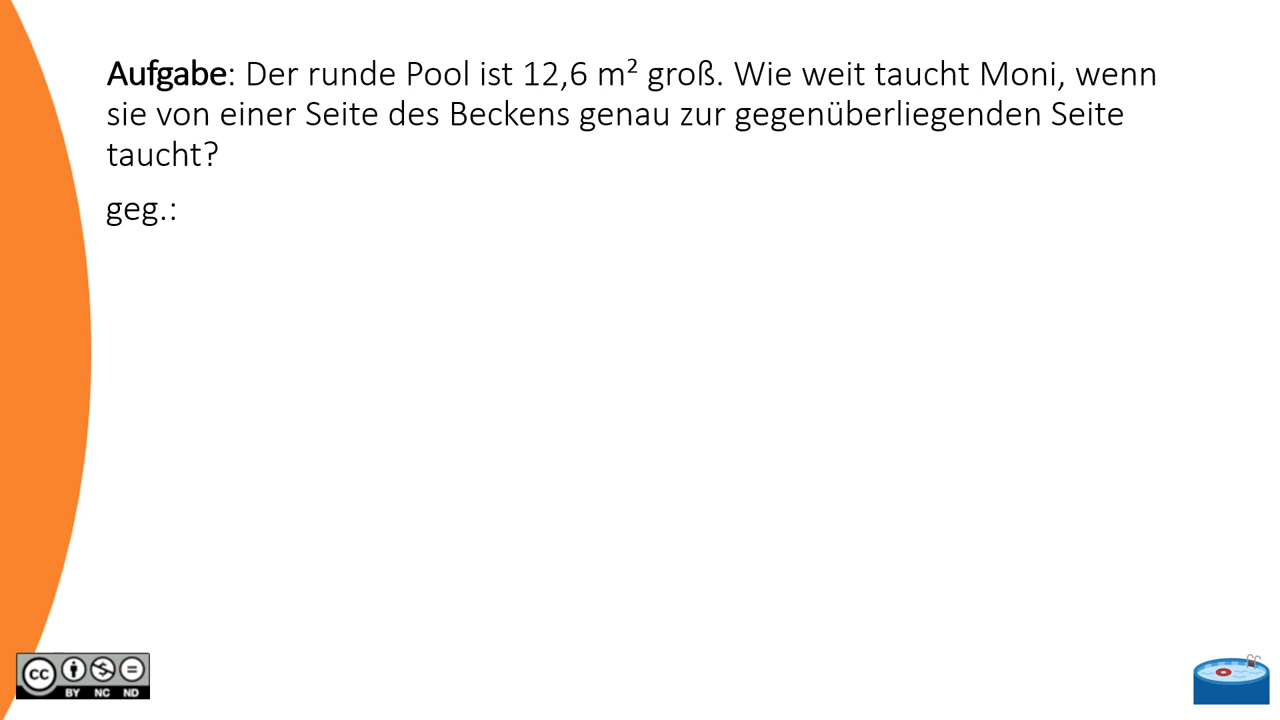 Aufgabe: Der runde Pool ist 12,6 m² groß. Wie weit taucht Moni, wenn
sie von einer Seite des Beckens genau zur gegenüberliegenden Seite
taucht?
geg.:
cc
BY NC ND